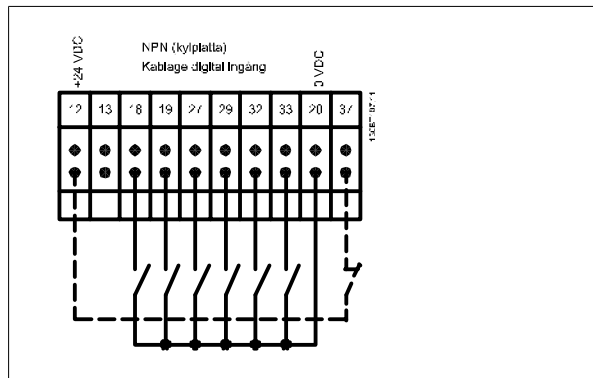 +24 VDC
NPN (kylplatta)
Kablage digital ingång
0 VDC
12 13 18 19 27 29 32 33 20 37